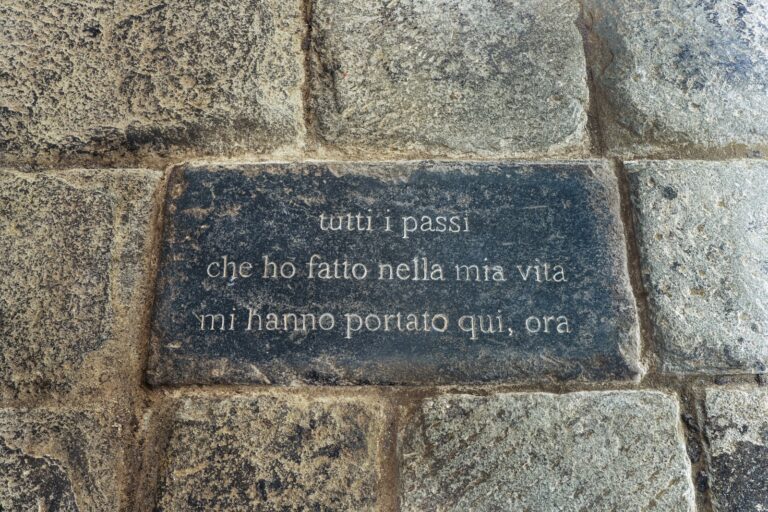 tutti i passi
che ho fatto nella mia vita
mi hanno portato qui, ora